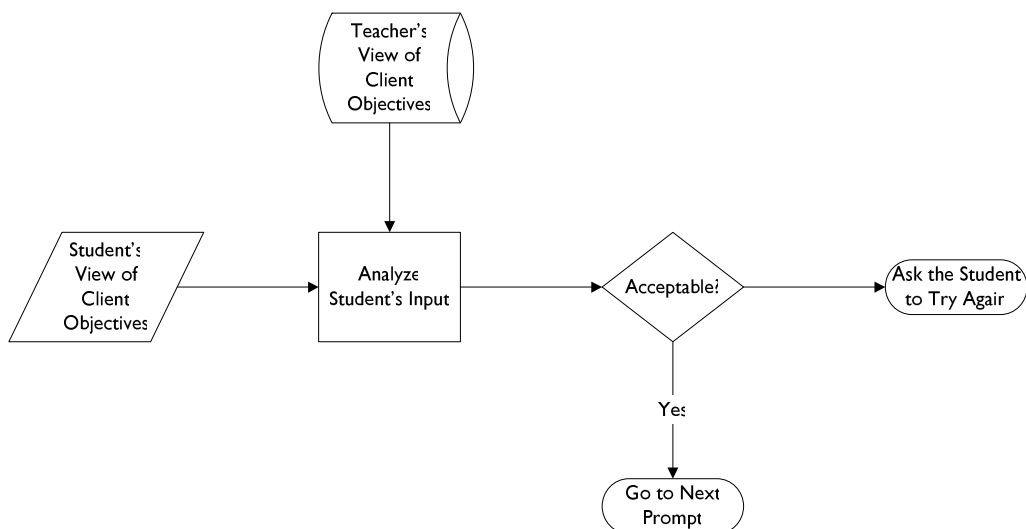 Teacher's
View of
Client
Objectives
Student's
View of
Client
Objectives
Analyze
Student's Input
Acceptable?
Ask the Student
to Try Agair
Yes
Go to Next
Prompt